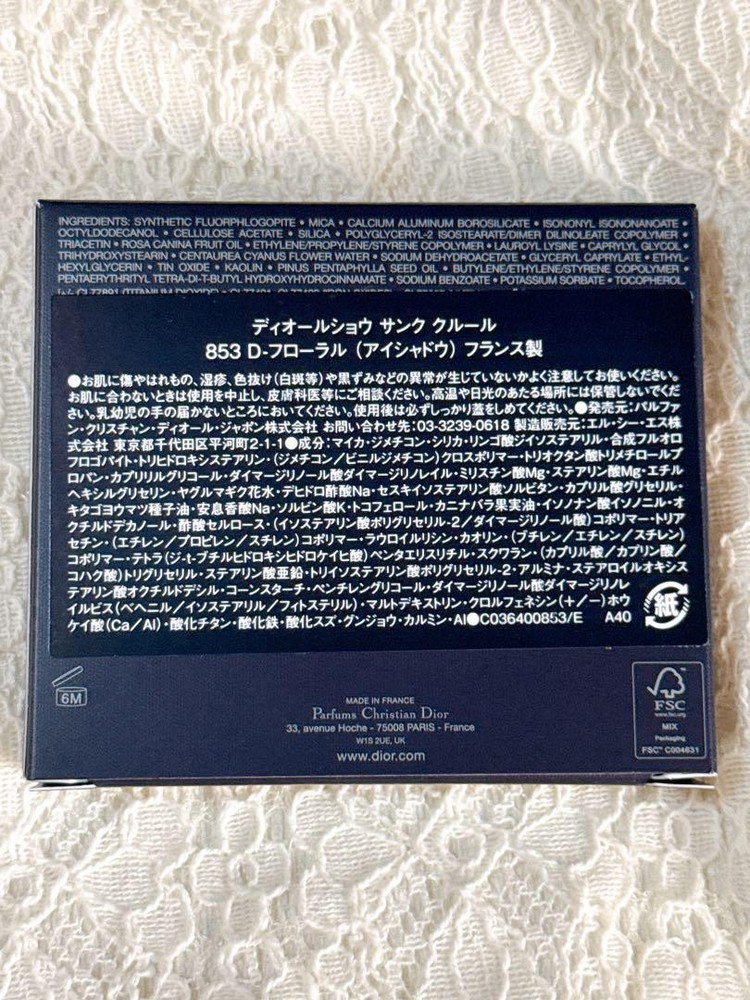 INGREDIENTS: SYNTHETIC FLUORPHLOGOPITE • MICA • CALCIUM ALUMINUM BOROSILICATE • ISONONYL ISONONANOATE •
OCTYLDODECANOL • CELLULOSE ACETATE • SILICA • POLYGLYCERYL-2 ISOSTEARATE/DIMER DILINOLEATE COPOLYMER •
TRIACETIN • ROSA CANINA FRUIT OIL • ETHYLENE/PROPYLENE/STYRENE COPOLYMER • LAUROYL LYSINE • CAPRYLYL GLYCOL •
TRIHYDROXYSTEARIN • CENTAUREA CYANUS FLOWER WATER • SODIUM DEHYDROACETATE • GLYCERYL CAPRYLATE • ETHYL-
HEXYLGLYCERIN • TIN OXIDE • KAOLIN • PINUS PENTAPHYLLA SEED OIL • BUTYLENE/ETHYLENE/STYRENE COPOLYMER •
PENTAERYTHRITYL TETRA-DI-T-BUTYL HYDROXYHYDROCINNAMATE • SODIUM BENZOATE • POTASSIUM SORBATE • TOCOPHEROL.
ディオールショウ サンク クルール
853 D-フローラル (アイシャドウ) フランス製
●お肌に傷やはれもの、湿疹、色抜け(白斑等)や黒ずみなどの異常が生じていないかよく注意してお使いください。
お肌に合わないときは使用を中止し、皮膚科医等にご相談ください。高温や日光のあたる場所には保管しないでくだ
さい。乳幼児の手の届かないところにおいてください。使用後は必ずしっかり蓋をしめてください。●発売元:パルファ
ン・クリスチャン・ディオール・ジャポン株式会社 お問い合わせ先:03-3239-0618 製造販売元:エル・シー・エス株
式会社 東京都千代田区平河町2-1-1●成分:マイカ・ジメチコン・シリカ・リンゴ酸ジイソステアリル・合成フルオロ
フロゴパイト・トリヒドロキシステアリン・(ジメチコン/ビニルジメチコン)クロスポリマー・トリオクタン酸トリメチロールプ
ロパン・カプリリルグリコール・ダイマージリノール酸ダイマージリノレイル・ミリスチン酸Mg・ステアリン酸Mg・エチル
ヘキシルグリセリン・ヤグルマギク花水・デヒドロ酢酸Na・セスキイソステアリン酸ソルビタン・カプリル酸グリセリル・
キタゴヨウマツ種子油・安息香酸Na・ソルビン酸K・トコフェロール・カニナバラ果実油・イソノナン酸イソノニル・オ
クチルドデカノール・酢酸セルロース・(イソステアリン酸ポリグリセリル-2/ダイマージリノール酸)コポリマー・トリア
セチン・(エチレン/プロピレン/スチレン)コポリマー・ラウロイルリシン・カオリン・(ブチレン/エチレン/スチレン)
コポリマー・テトラ(ジ-t-ブチルヒドロキシヒドロケイヒ酸)ペンタエリスリチル・スクワラン・(カプリル酸/カプリン酸/
コハク酸)トリグリセリル・ステアリン酸亜鉛・トリイソステアリン酸ポリグリセリル-2・アルミナ・ステアロイルオキシス
テアリン酸オクチルドデシル・コーンスターチ・ペンチレングリコール・ダイマージリノール酸ダイマージリノレ
イルビス(ベヘニル/イソステアリル/フィトステリル)・マルトデキストリン・クロルフェネシン(+/-)ホウ
ケイ酸(Ca/Al)・酸化チタン・酸化鉄・酸化スズ・グンジョウ・カルミン・Al●C036400853/E A40
紙
6M
MADE IN FRANCE
Parfums Christian Dior
33, avenue Hoche - 75008 PARIS - France
W1S 2UE, UK
www.dior.com
FSC
www.fsc.org
MIX
Packaging
FSC™ C004631